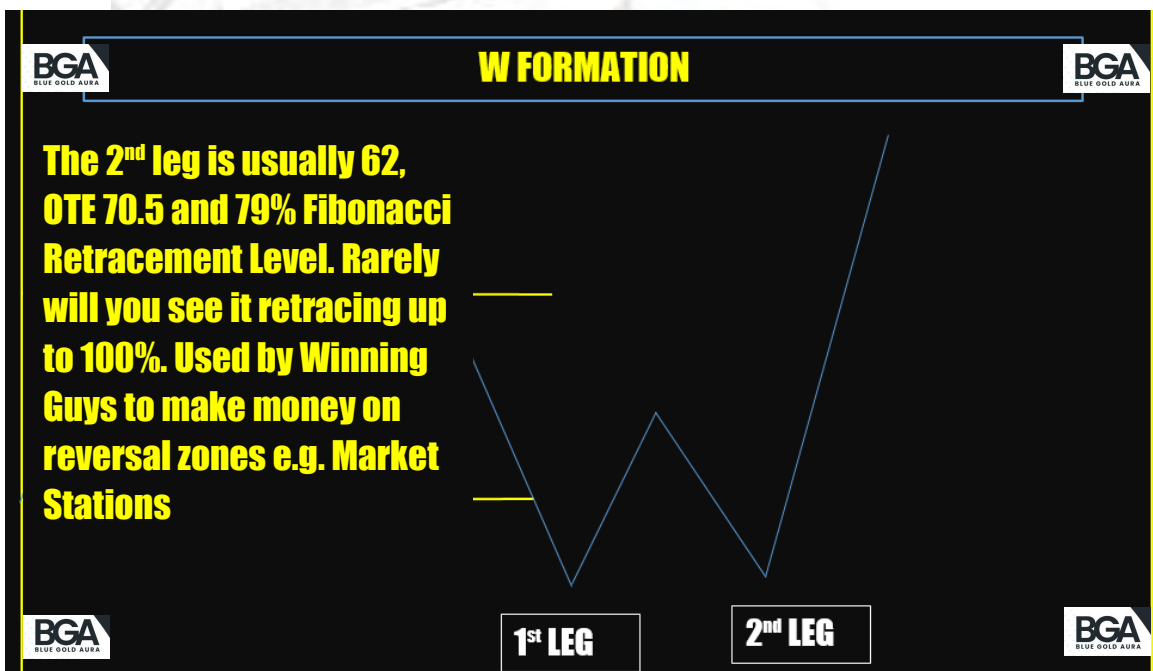 BGA
BLUE GOLD AURA
W FORMATION
BGA
BLUE GOLD AURA
The 2nd leg is usually 62,
OTE 70.5 and 79% Fibonacci
Retracement Level. Rarely
will you see it retracing up
to 100%. Used by Winning
Guys to make money on
reversal zones e.g. Market
Stations
BGA
BLUE GOLD AURA
1st LEG
2nd LEG
BGA
BLUE GOLD AURA